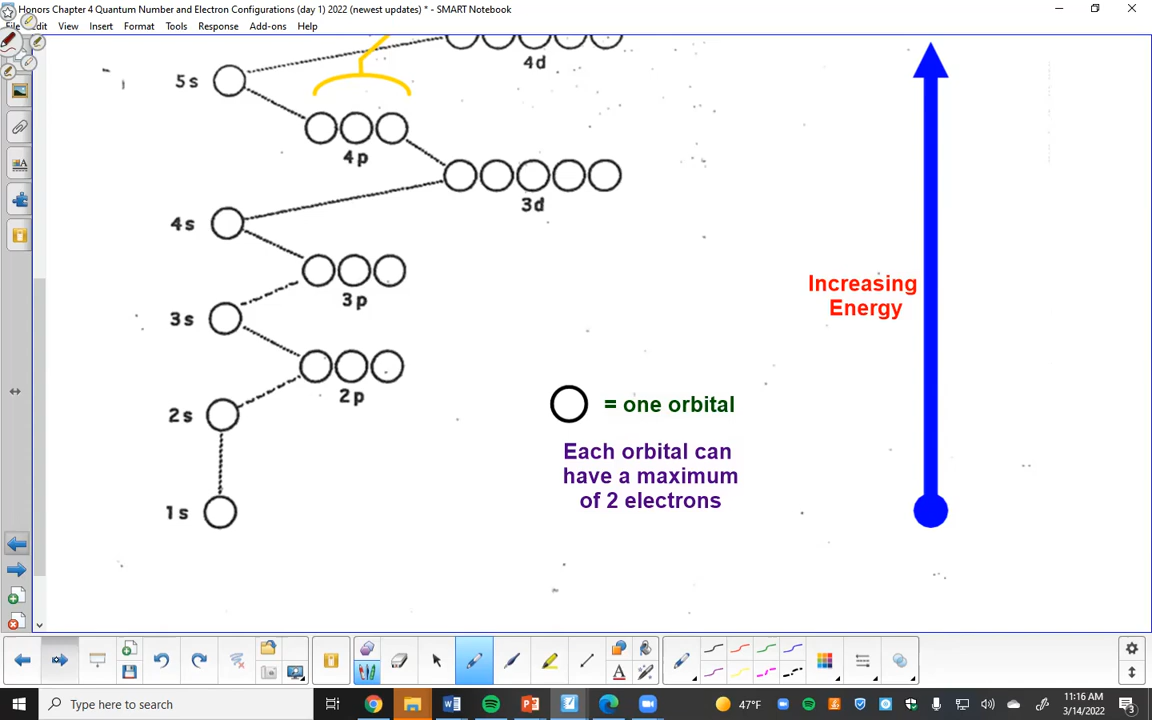 Honors Chapter 4 Quantum Number and Electron Configurations (day 1) 2022 (newest updates) * - SMART Notebook
File Edit View Insert Format Tools Response Add-ons Help
4d
5s
4p
3d
4s
Increasing
Energy
3p
3s
2p
2s
= one orbital
Each orbital can
have a maximum
of 2 electrons
1s
Type here to search
47°F
11:16 AM
3/14/2022
3